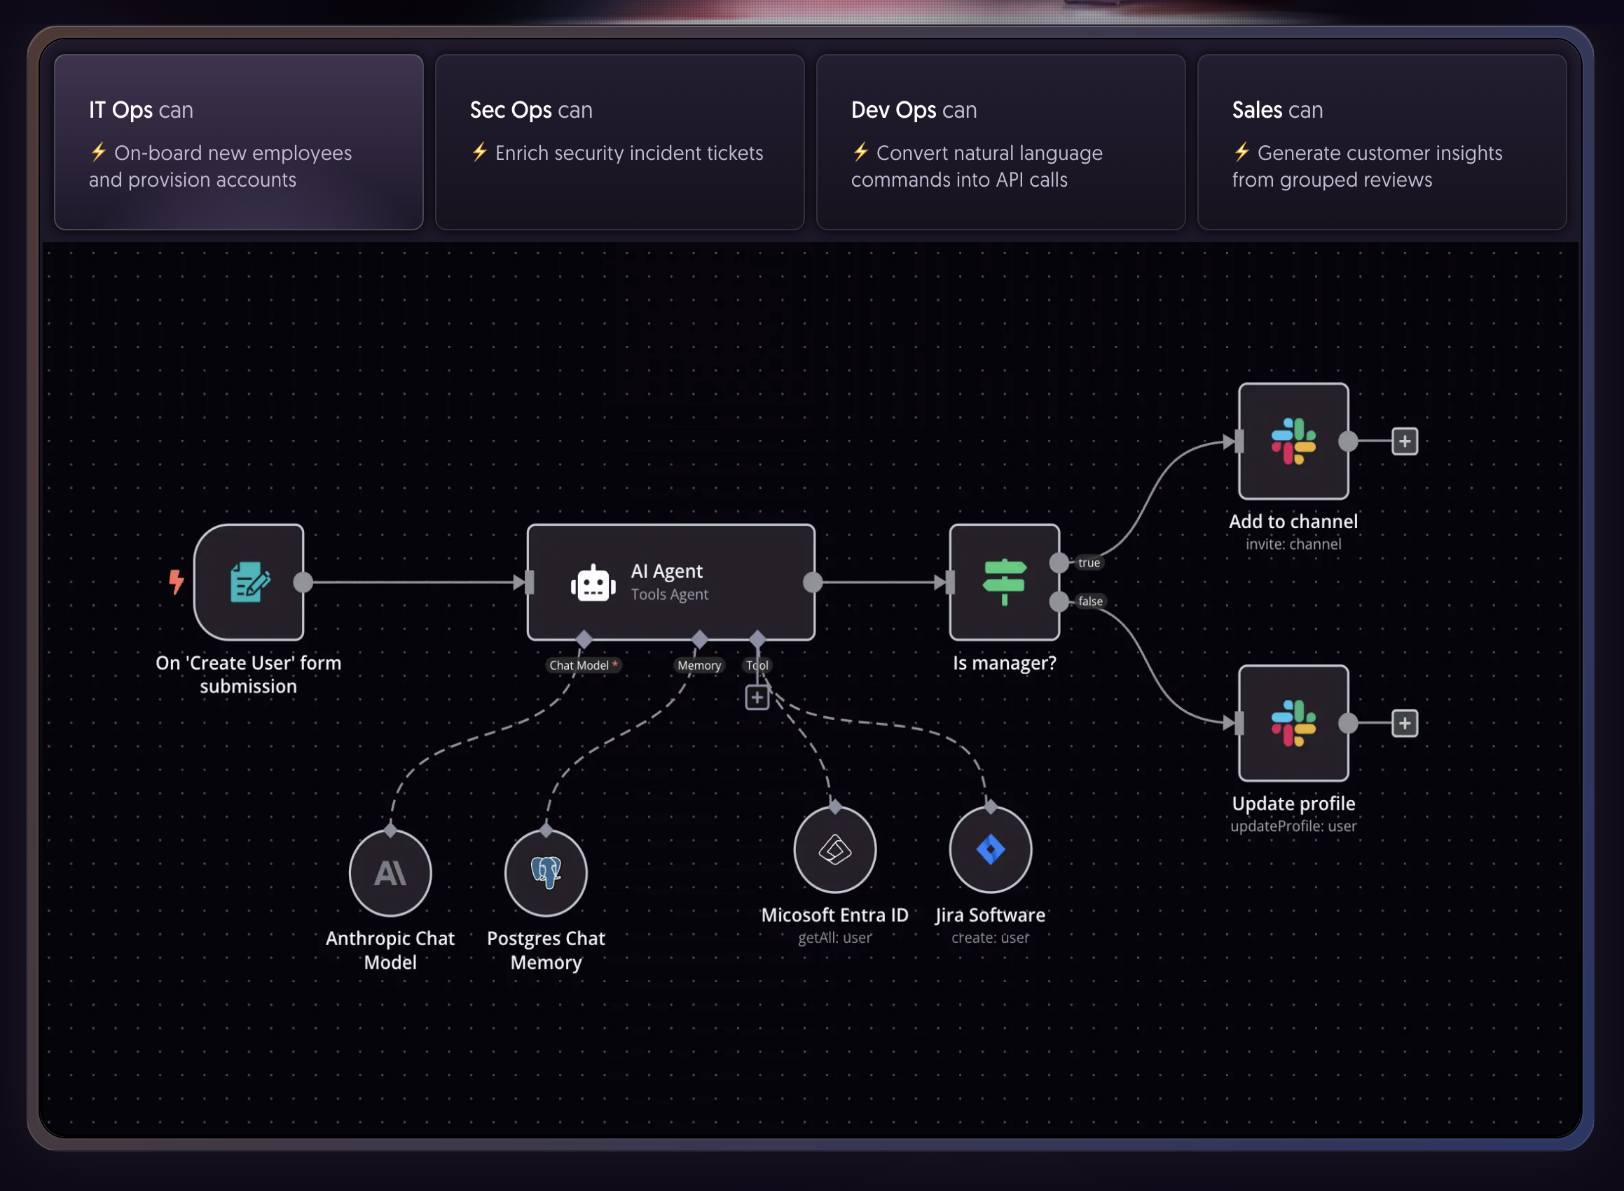 IT Ops can
⚡ On-board new employees
and provision accounts
Sec Ops can
⚡ Enrich security incident tickets
Dev Ops can
⚡ Convert natural language
commands into API calls
Sales can
⚡ Generate customer insights
from grouped reviews
On 'Create User' form
submission
AI Agent
Tools Agent
Chat Model *
Memory
Tool
Anthropic Chat
Model
Postgres Chat
Memory
Micosoft Entra ID
getAll: user
Jira Software
create: user
Is manager?
true
false
Add to channel
invite: channel
Update profile
updateProfile: user